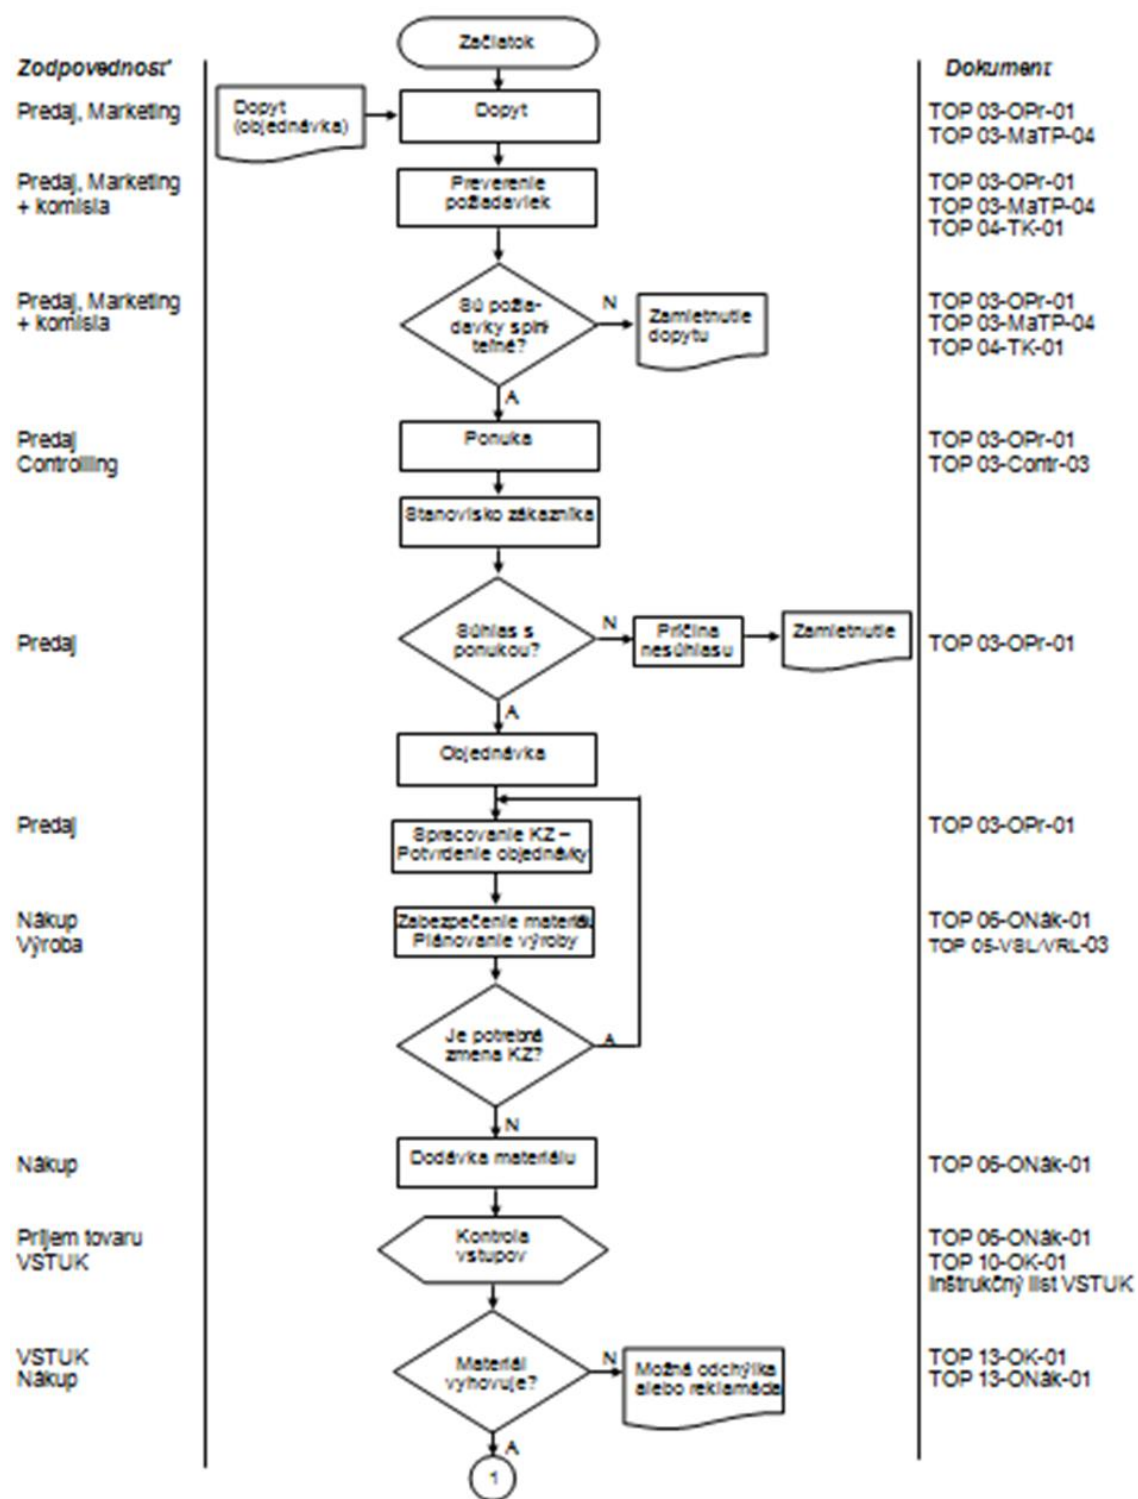 Začiatok
Zodpovednosť
Dokument
Predaj, Marketing
Dopyt
(objednávka)
Dopyt
TOP 03-OPr-01
TOP 03-MaTP-04
Predaj, Marketing
+ komisia
Preverenie
požiadaviek
TOP 03-OPr-01
TOP 03-MaTP-04
TOP 04-TK-01
Predaj, Marketing
+ komisia
Sú požia-
davky splni
teľné?
N
Zamietnutie
dopytu
TOP 03-OPr-01
TOP 03-MaTP-04
TOP 04-TK-01
A
Predaj
Controlling
Ponuka
TOP 03-OPr-01
TOP 03-Contr-03
Stanovisko zákazníka
Predaj
Súhlas s
ponukou?
N
Príčina
nesúhlasu
Zamietnutie
TOP 03-OPr-01
A
Objednávka
Predaj
Spracovanie KZ –
Potvrdenie objednávky
TOP 03-OPr-01
Nákup
Výroba
Zabezpečenie materiálu
Plánovanie výroby
TOP 06-ONák-01
TOP 05-VSL/VRL-03
Je potrebná
zmena KZ?
A
N
Nákup
Dodávka materiálu
TOP 06-ONák-01
Príjem tovaru
VSTUK
Kontrola
vstupov
TOP 06-ONák-01
TOP 10-OK-01
Inštrukčný list VSTUK
VSTUK
Nákup
Materiál
vyhovuje?
N
Možná odchýlka
alebo reklamáda
TOP 13-OK-01
TOP 13-ONák-01
A
1